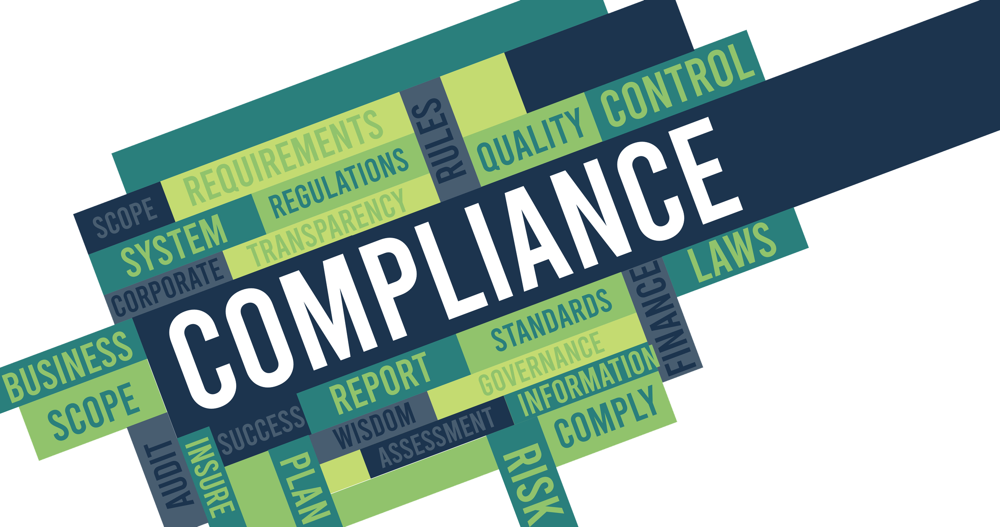 REQUIREMENTS
RULES
QUALITY
CONTROL
SCOPE
SYSTEM
REGULATIONS
CORPORATE
TRANSPARENCY
COMPLIANCE
BUSINESS
SCOPE
LAWS
REPORT
STANDARDS
FINANCE
GOVERNANCE
INFORMATION
SUCCESS
WISDOM
ASSESSMENT
COMPLY
AUDIT
INSURE
PLAN
RISK